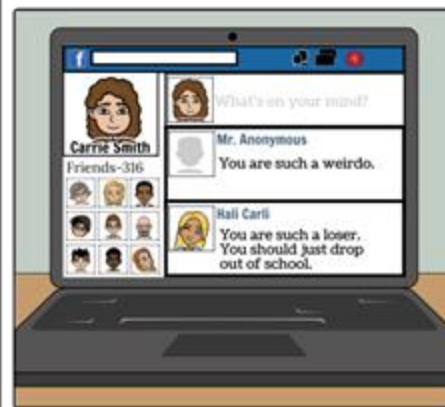 f
What's on your mind?
Carrie Smith
Friends-316
Mr. Anonymous
You are such a weirdo.
Hali Carli
You are such a loser.
You should just drop
out of school.